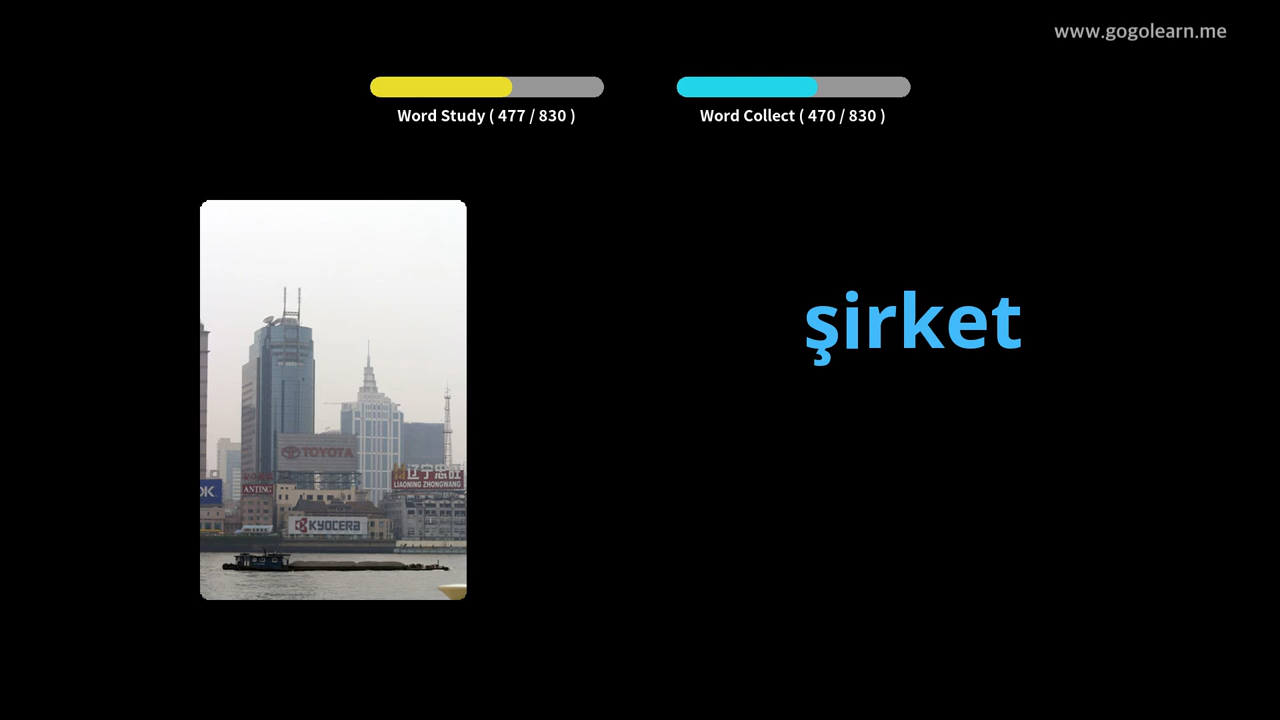 www.gogolearn.me
Word Study ( 477 / 830 )
Word Collect ( 470 / 830 )
şirket
TOYOTA
辽宁忠旺
LIAONING ZHONGWANG
ANTING
OK
KYOCERA